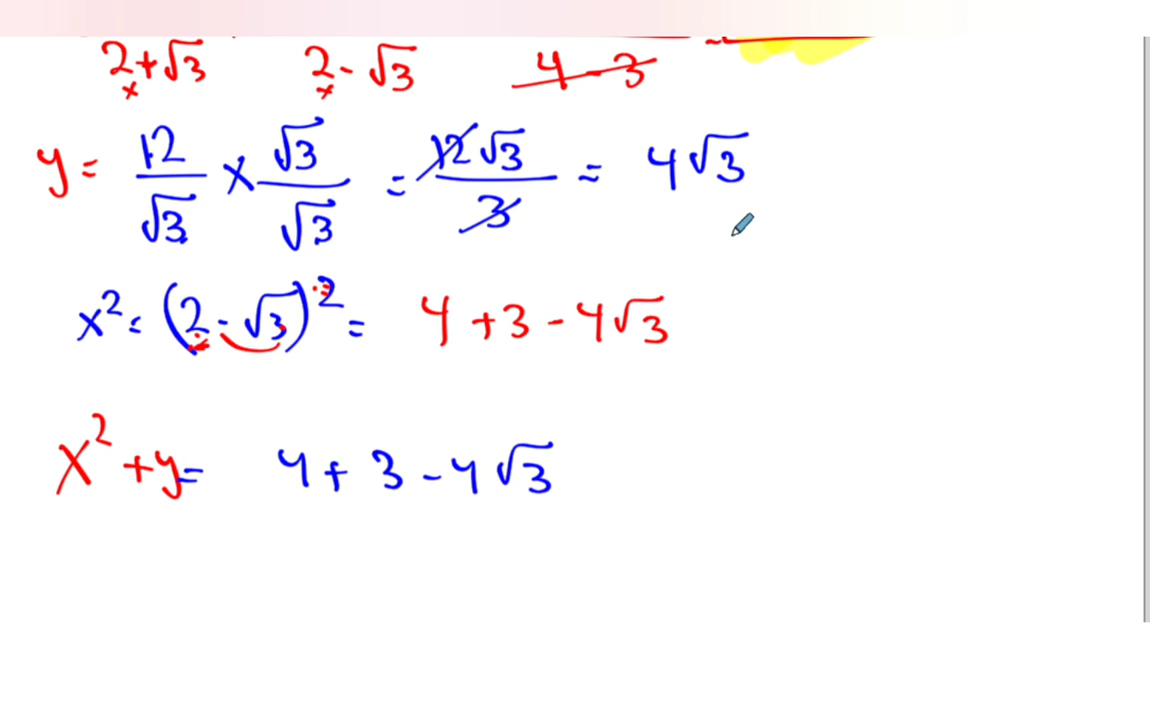 2+√3 2-√3 4-3
y= 12/√3 × √3/√3 = 12√3/3 = 4√3
x²= (2-√3)² = 4+3-4√3
x²+y= 4+3-4√3